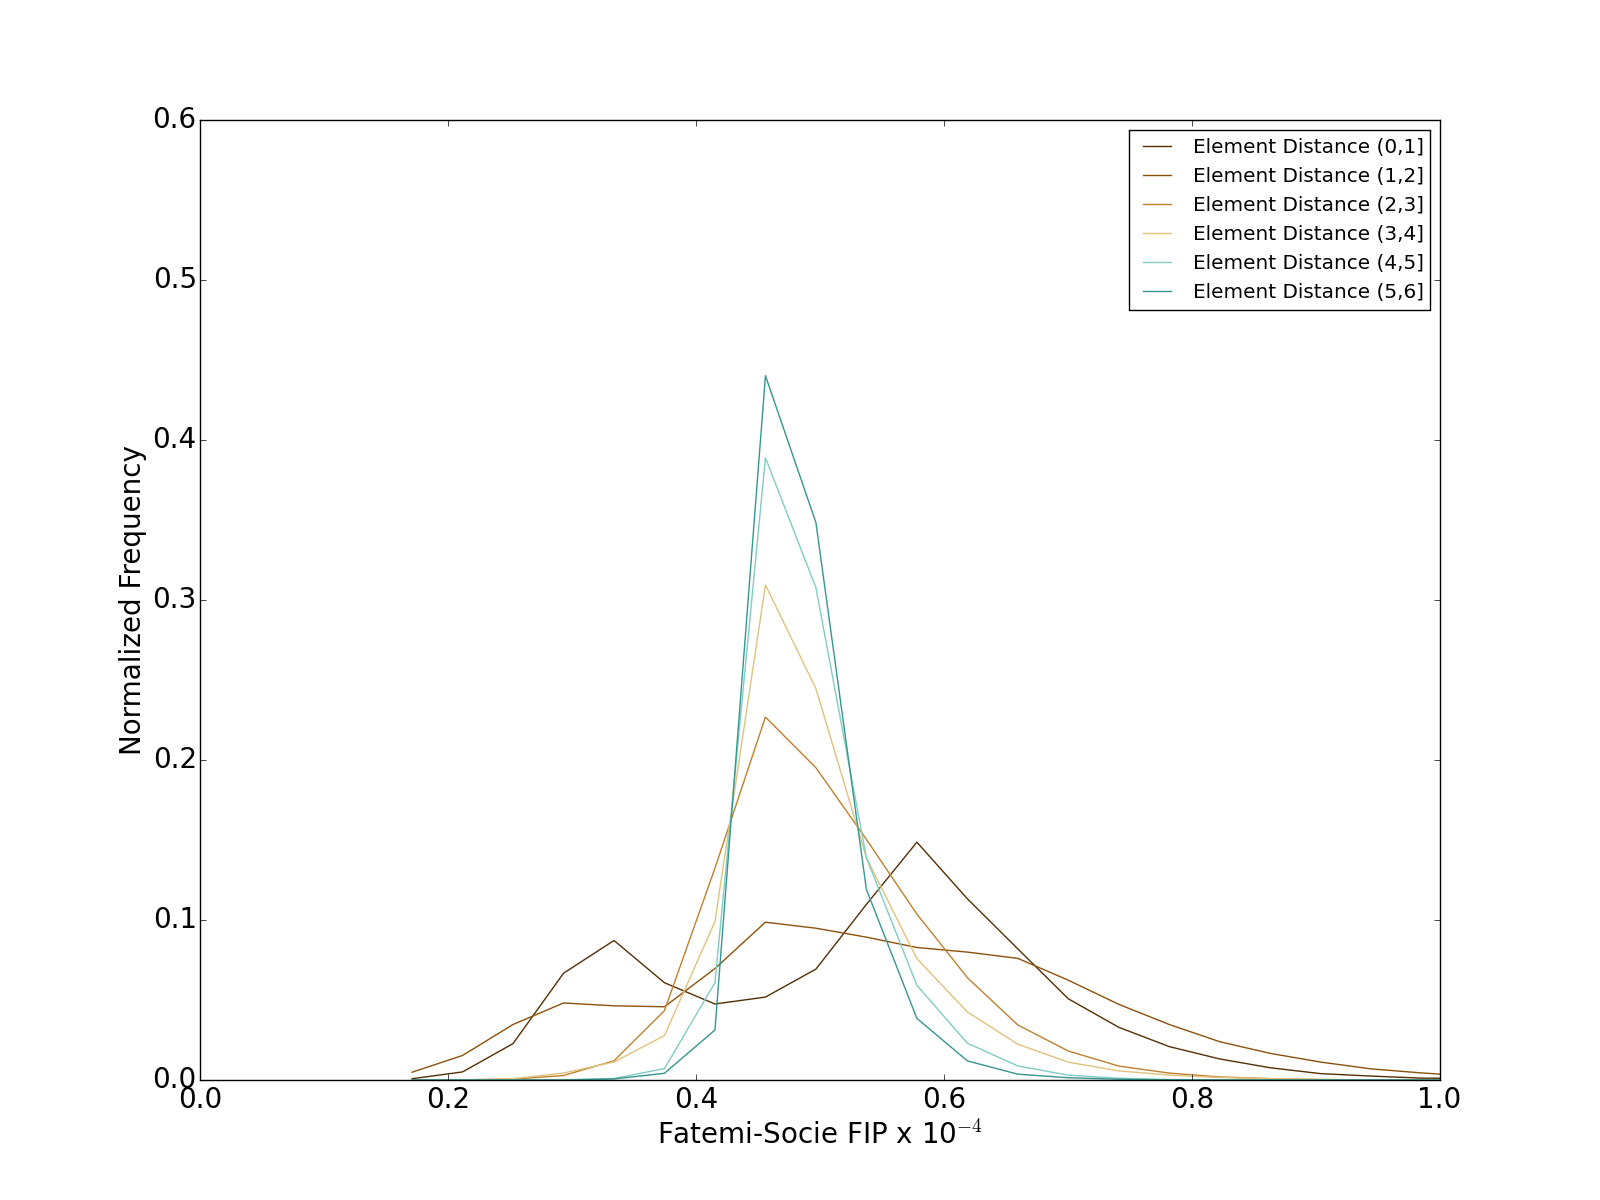 0.6
0.5
0.4
0.3
0.2
0.1
0.0
Normalized Frequency
Element Distance (0,1]
Element Distance (1,2]
Element Distance (2,3]
Element Distance (3,4]
Element Distance (4,5]
Element Distance (5,6]
0.0 0.2 0.4 0.6 0.8 1.0
Fatemi-Socie FIP x 10⁻⁴